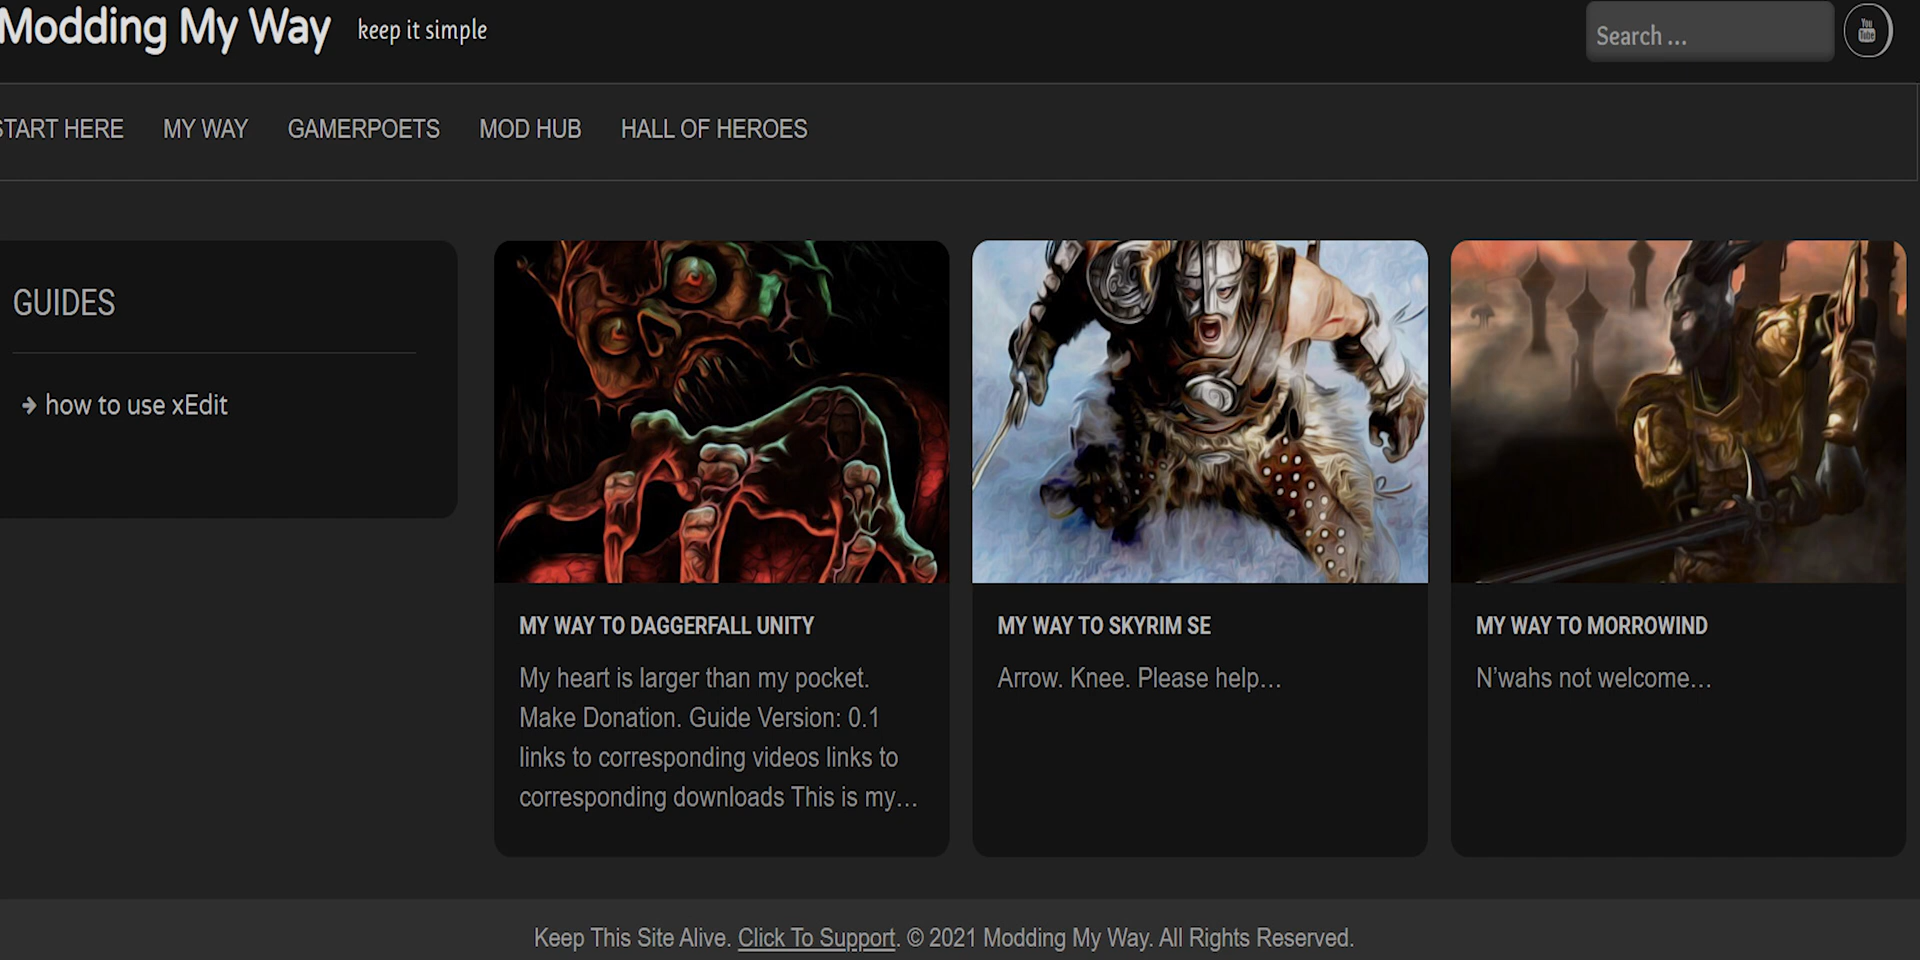 Modding My Way
keep it simple
Search ...
You
Tube
START HERE
MY WAY
GAMERPOETS
MOD HUB
HALL OF HEROES
GUIDES
how to use xEdit
MY WAY TO DAGGERFALL UNITY
My heart is larger than my pocket.
Make Donation. Guide Version: 0.1
links to corresponding videos links to
corresponding downloads This is my...
MY WAY TO SKYRIM SE
Arrow. Knee. Please help...
MY WAY TO MORROWIND
N’wahs not welcome...
Keep This Site Alive. Click To Support. © 2021 Modding My Way. All Rights Reserved.